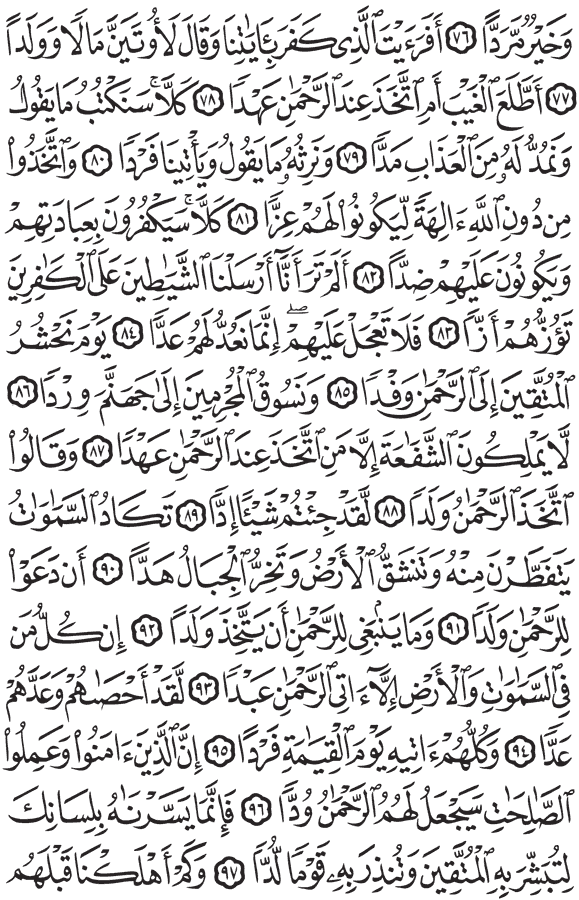 وَخَيْرٌ مَّرَدًّا ٧٦ أَفَرَءَيْتَ ٱلَّذِى كَفَرَ بِـَٔايَـٰتِنَا وَقَالَ لَأُوتَيَنَّ مَالًا وَوَلَدًا
٧٧ أَطَّلَعَ ٱلْغَيْبَ أَمِ ٱتَّخَذَ عِندَ ٱلرَّحْمَـٰنِ عَهْدًا ٧٨ كَلَّا ۚ سَنَكْتُبُ مَا يَقُولُ
وَنَمُدُّ لَهُۥ مِنَ ٱلْعَذَابِ مَدًّا ٧٩ وَنَرِثُهُۥ مَا يَقُولُ وَيَأْتِينَا فَرْدًا ٨٠ وَٱتَّخَذُوا۟
مِن دُونِ ٱللَّهِ ءَالِهَةً لِّيَكُونُوا۟ لَهُمْ عِزًّا ٨١ كَلَّا ۚ سَيَكْفُرُونَ بِعِبَادَتِهِمْ
وَيَكُونُونَ عَلَيْهِمْ ضِدًّا ٨٢ أَلَمْ تَرَ أَنَّآ أَرْسَلْنَا ٱلشَّيَـٰطِينَ عَلَى ٱلْكَـٰفِرِينَ
تَؤُزُّهُمْ أَزًّا ٨٣ فَلَا تَعْجَلْ عَلَيْهِمْ ۖ إِنَّمَا نَعُدُّ لَهُمْ عَدًّا ٨٤ يَوْمَ نَحْشُرُ
ٱلْمُتَّقِينَ إِلَى ٱلرَّحْمَـٰنِ وَفْدًا ٨٥ وَنَسُوقُ ٱلْمُجْرِمِينَ إِلَىٰ جَهَنَّمَ وِرْدًا ٨٦
لَّا يَمْلِكُونَ ٱلشَّفَـٰعَةَ إِلَّا مَنِ ٱتَّخَذَ عِندَ ٱلرَّحْمَـٰنِ عَهْدًا ٨٧ وَقَالُوا۟
ٱتَّخَذَ ٱلرَّحْمَـٰنُ وَلَدًا ٨٨ لَّقَدْ جِئْتُمْ شَيْـًٔا إِدًّا ٨٩ تَكَادُ ٱلسَّمَـٰوَٰتُ
يَتَفَطَّرْنَ مِنْهُ وَتَنشَقُّ ٱلْأَرْضُ وَتَخِرُّ ٱلْجِبَالُ هَدًّا ٩٠ أَن دَعَوْا۟
لِلرَّحْمَـٰنِ وَلَدًا ٩١ وَمَا يَنۢبَغِى لِلرَّحْمَـٰنِ أَن يَتَّخِذَ وَلَدًا ٩٢ إِن كُلُّ مَن
فِى ٱلسَّمَـٰوَٰتِ وَٱلْأَرْضِ إِلَّآ ءَاتِى ٱلرَّحْمَـٰنِ عَبْدًا ٩٣ لَّقَدْ أَحْصَىٰهُمْ وَعَدَّهُمْ
عَدًّا ٩٤ وَكُلُّهُمْ ءَاتِيهِ يَوْمَ ٱلْقِيَـٰمَةِ فَرْدًا ٩٥ إِنَّ ٱلَّذِينَ ءَامَنُوا۟ وَعَمِلُوا۟
ٱلصَّـٰلِحَـٰتِ سَيَجْعَلُ لَهُمُ ٱلرَّحْمَـٰنُ وُدًّا ٩٦ فَإِنَّمَا يَسَّرْنَـٰهُ بِلِسَانِكَ
لِتُبَشِّرَ بِهِ ٱلْمُتَّقِينَ وَتُنذِرَ بِهِۦ قَوْمًا لُّدًّا ٩٧ وَكَمْ أَهْلَكْنَا قَبْلَهُم